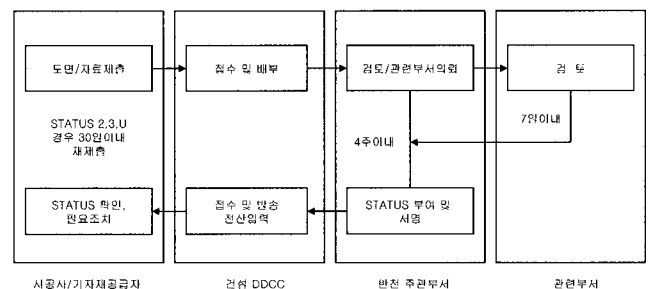 도면/자료제출
접수 및 배부
검토/관련부서의뢰
검 토
STATUS 2,3,U
경우 30일이내
재제출
4주이내
7일이내
STATUS 확인,
필요조치
접수 및 반송
전산입력
STATUS 부여 및
서명
시공사/기자재공급자
건설 DDCC
반천 주관부서
관련부서